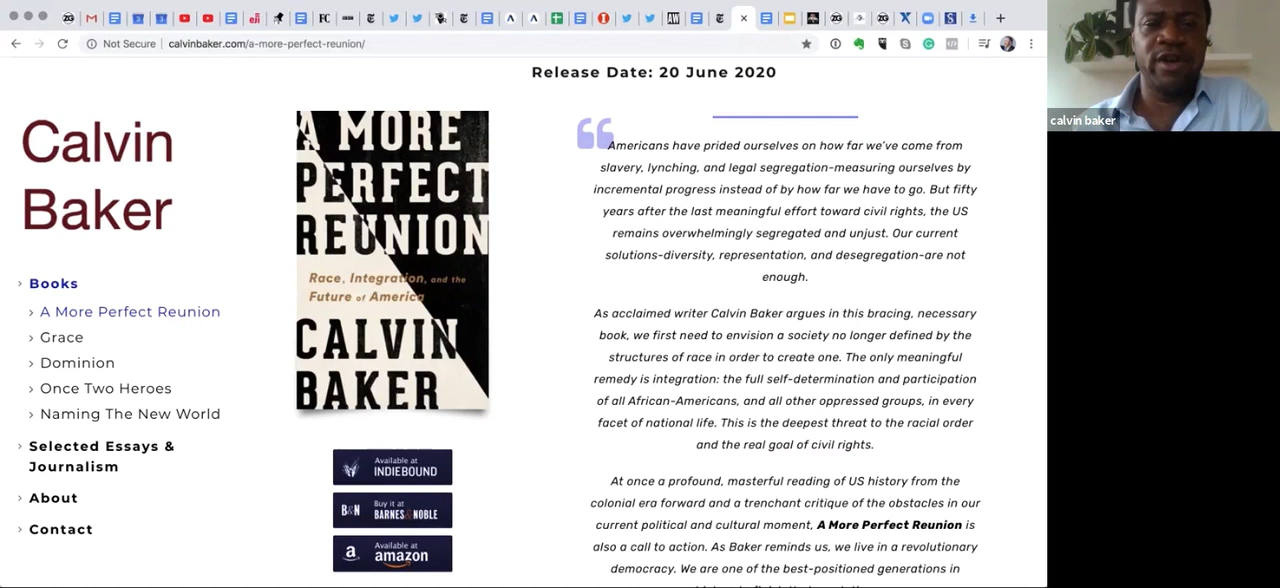 Not Secure | calvinbaker.com/a-more-perfect-reunion/
calvin baker
Release Date: 20 June 2020
Calvin
Baker
Books
A More Perfect Reunion
Grace
Dominion
Once Two Heroes
Naming The New World
Selected Essays &
Journalism
About
Contact
A MORE
PERFECT
REUNION
Race, Integration, and the
Future of America
CALVIN
BAKER
Available at
INDIEBOUND
B&N
Buy it at
BARNES&NOBLE
a
Available at
amazon
Americans have prided ourselves on how far we've come from
slavery, lynching, and legal segregation-measuring ourselves by
incremental progress instead of by how far we have to go. But fifty
years after the last meaningful effort toward civil rights, the US
remains overwhelmingly segregated and unjust. Our current
solutions-diversity, representation, and desegregation-are not
enough.
As acclaimed writer Calvin Baker argues in this bracing, necessary
book, we first need to envision a society no longer defined by the
structures of race in order to create one. The only meaningful
remedy is integration: the full self-determination and participation
of all African-Americans, and all other oppressed groups, in every
facet of national life. This is the deepest threat to the racial order
and the real goal of civil rights.
At once a profound, masterful reading of US history from the
colonial era forward and a trenchant critique of the obstacles in our
current political and cultural moment, A More Perfect Reunion is
also a call to action. As Baker reminds us, we live in a revolutionary
democracy. We are one of the best-positioned generations in